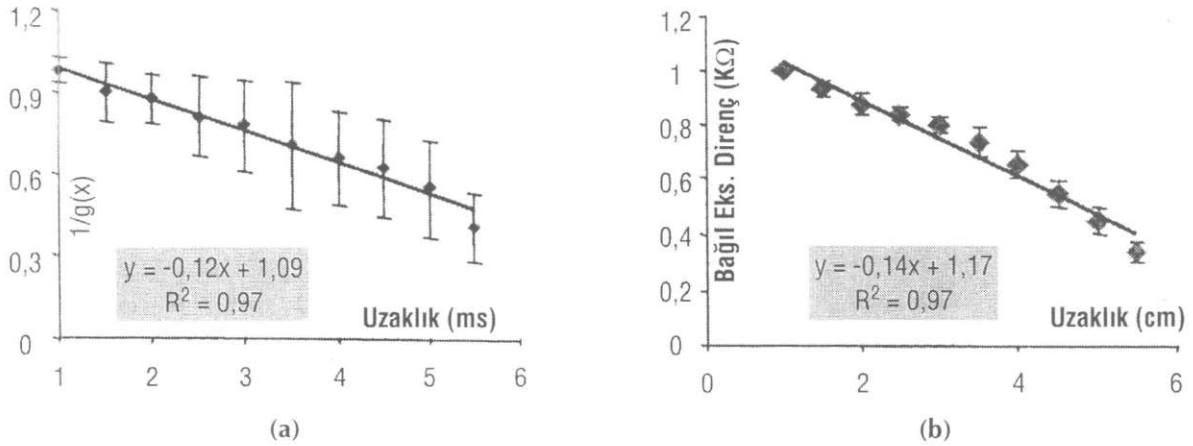 1,2
0,9
0,6
0,3
0
1/g(x)
y = -0,12x + 1,09
R² = 0,97
Uzaklık (ms)
1 2 3 4 5 6
(a)
1,2
1
0,8
0,6
0,4
0,2
0
Bağıl Eks. Direnç (KΩ)
y = -0,14x + 1,17
R² = 0,97
Uzaklık (cm)
0 2 4 6
(b)